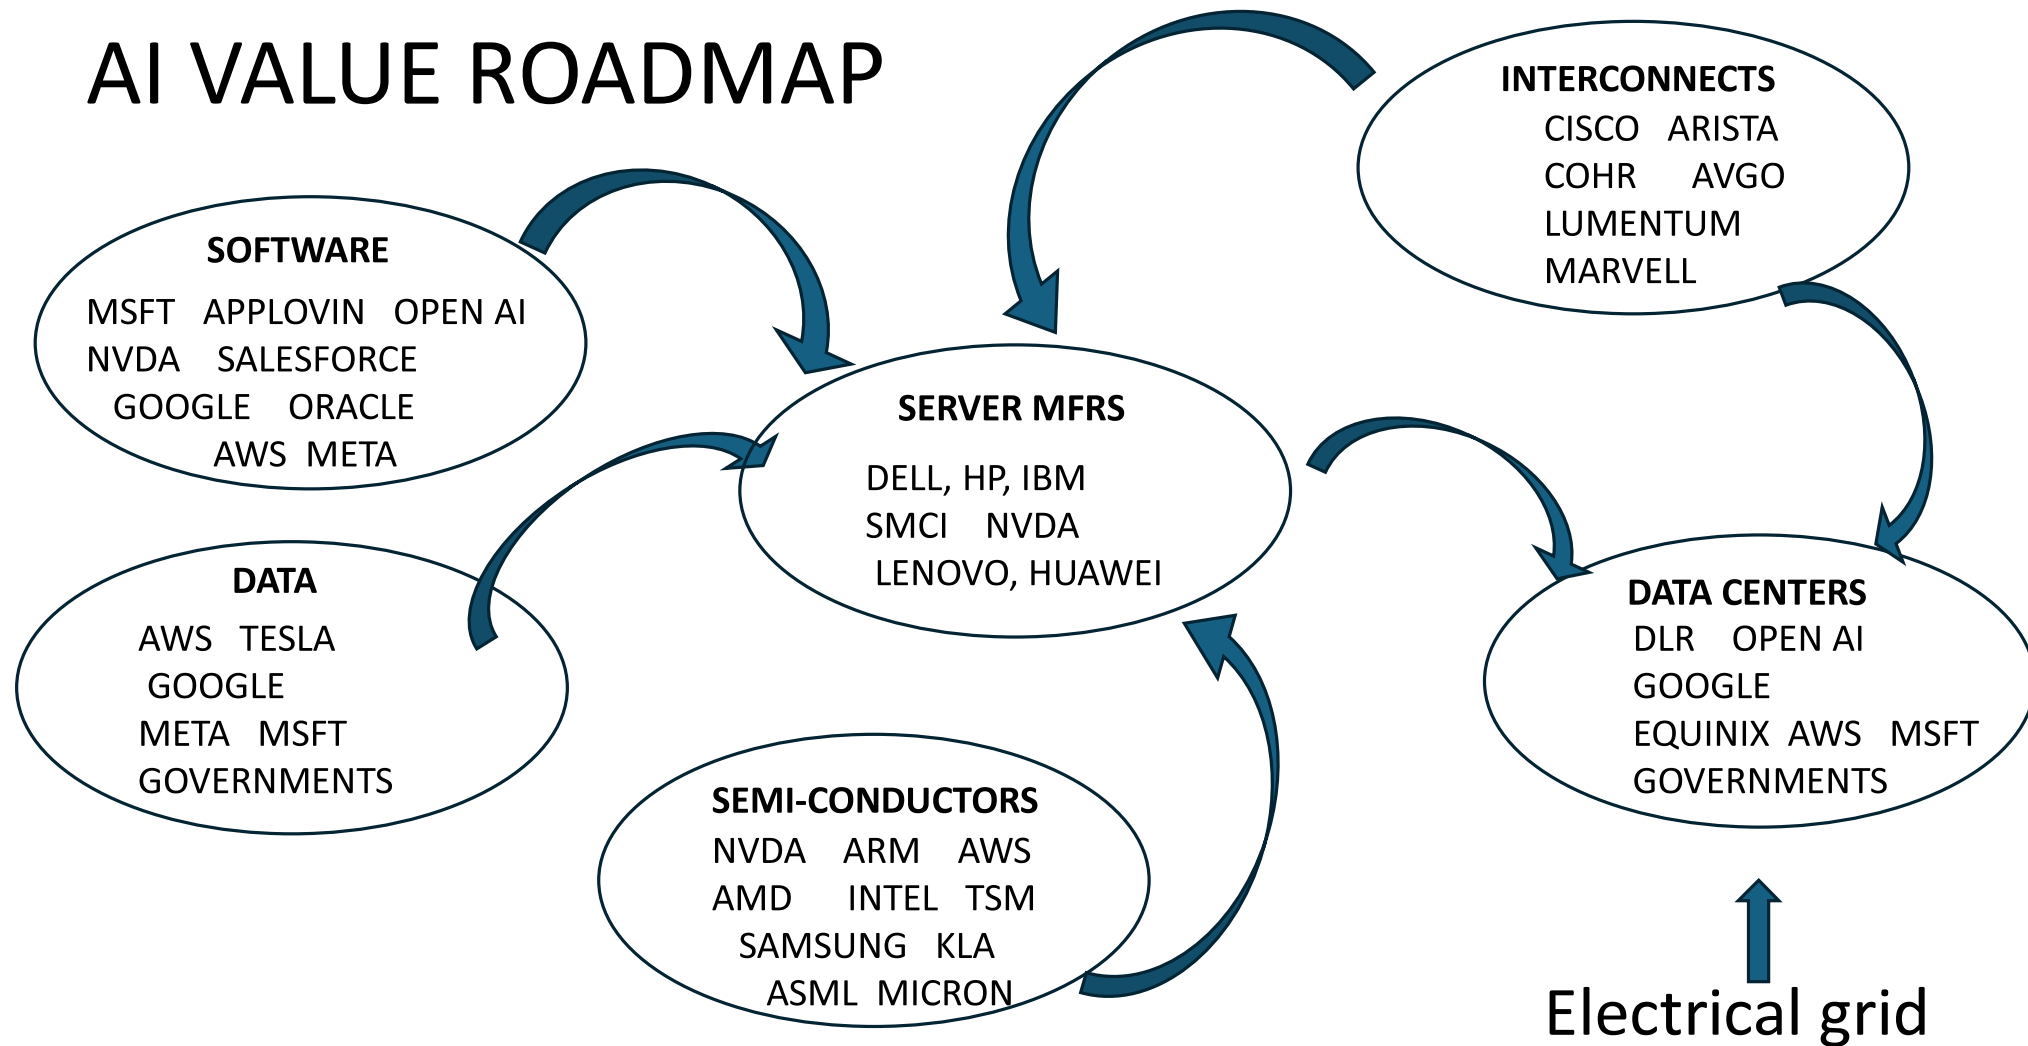 AI VALUE ROADMAP
INTERCONNECTS
CISCO ARISTA
COHR AVGO
LUMENTUM
MARVELL
SOFTWARE
MSFT APPLOVIN OPEN AI
NVDA SALESFORCE
GOOGLE ORACLE
AWS META
SERVER MFRS
DELL, HP, IBM
SMCI NVDA
LENOVO, HUAWEI
DATA
AWS TESLA
GOOGLE
META MSFT
GOVERNMENTS
DATA CENTERS
DLR OPEN AI
GOOGLE
EQUINIX AWS MSFT
GOVERNMENTS
SEMI-CONDUCTORS
NVDA ARM AWS
AMD INTEL TSM
SAMSUNG KLA
ASML MICRON
Electrical grid